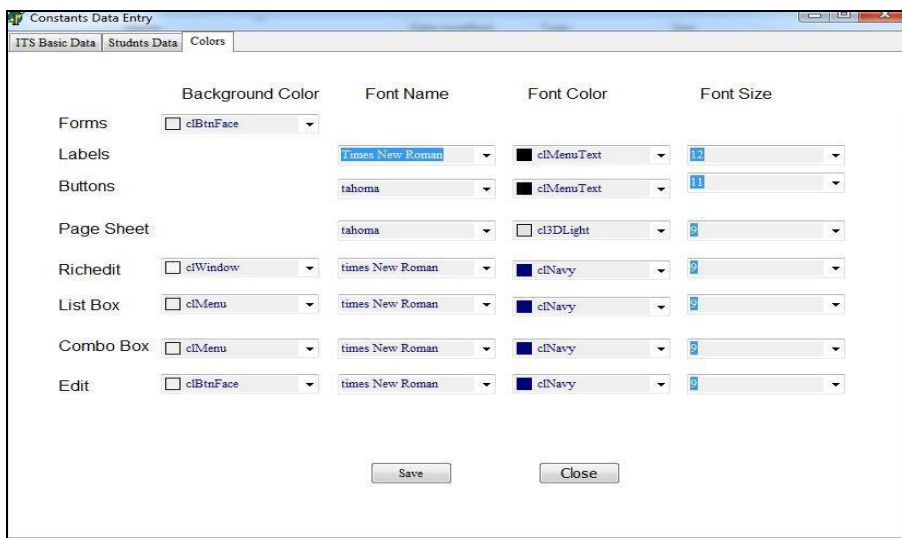 Constants Data Entry
ITS Basic Data Studnts Data Colors
Background Color Font Name Font Color Font Size
Forms clBtnFace
Labels Times New Roman clMenuText 12
Buttons tahoma clMenuText 11
Page Sheet tahoma cl3DLight 9
Richedit clWindow times New Roman clNavy 9
List Box clMenu times New Roman clNavy 9
Combo Box clMenu times New Roman clNavy 9
Edit clBtnFace times New Roman clNavy 9
Save Close